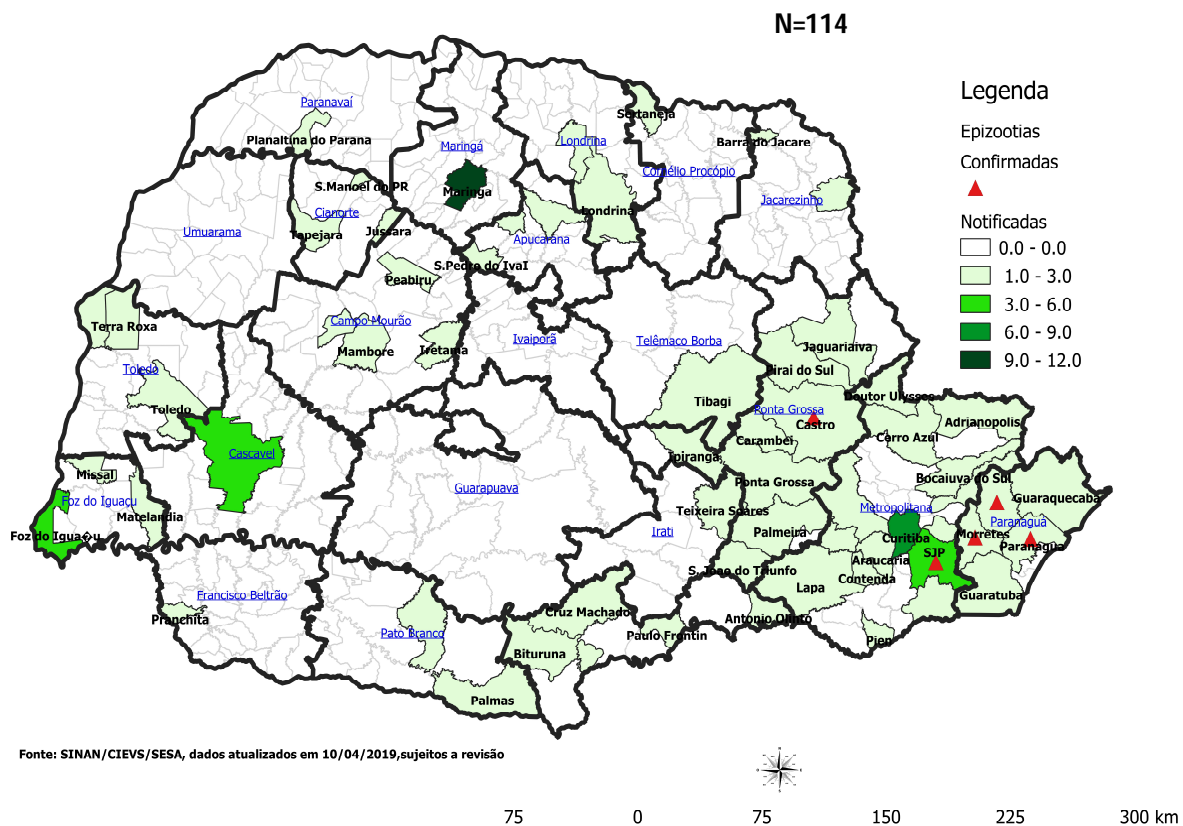 N=114
Legenda
Epizootias
Confirmadas
Notificadas
0.0 - 0.0
1.0 - 3.0
3.0 - 6.0
6.0 - 9.0
9.0 - 12.0
Paranavaí
Planaltina do Parana
Maringá
Maringa
Londrina
Londrina
Sertaneja
Barra do Jacare
Cornélio Procópio
Jacarezinho
S.Manoel do PR
Cianorte
Tapejara
Jussara
Umuarama
Apucarana
S.Pedro do IvaI
Peabiru
Campo Mourão
Mambore
Iretama
Ivaiporã
Telêmaco Borba
Terra Roxa
Toledo
Toledo
Cascavel
Jaguariaiva
Pirai do Sul
Tibagi
Ponta Grossa
Castro
Carambei
Doutor Ulysses
Adrianopolis
Cerro Azul
Ipiranga
Missal
Foz do Iguaçu
Matelandia
Foz do Igua�u
Guarapuava
Ponta Grossa
Bocaiuva do Sul
Guaraquecaba
Teixeira Soares
Metropolitana
Paranaguá
Irati
Palmeira
Curitiba
Morretes
Paranagua
SJP
Araucaria
S. Joao do Triunfo
Contenda
Lapa
Guaratuba
Francisco Beltrão
Pranchita
Cruz Machado
Antonio Olinto
Pato Branco
Paulo Frontin
Pien
Bituruna
Palmas
Fonte: SINAN/CIEVS/SESA, dados atualizados em 10/04/2019,sujeitos a revisão
75 0 75 150 225 300 km